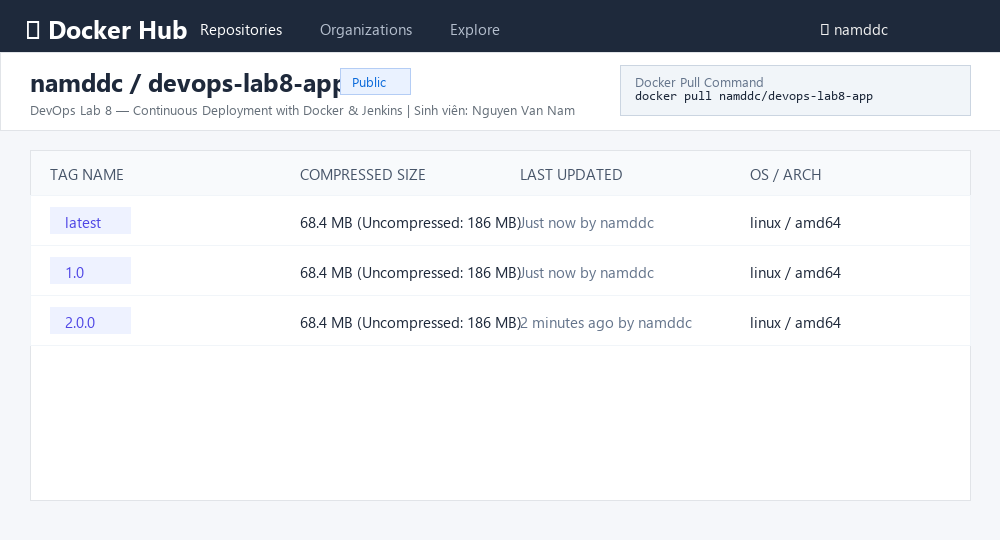 Docker Hub Repositories Organizations Explore namddc
namddc / devops-lab8-app Public
DevOps Lab 8 — Continuous Deployment with Docker & Jenkins | Sinh viên: Nguyen Van Nam
Docker Pull Command
docker pull namddc/devops-lab8-app
TAG NAME COMPRESSED SIZE LAST UPDATED OS / ARCH
latest 68.4 MB (Uncompressed: 186 MB) Just now by namddc linux / amd64
1.0 68.4 MB (Uncompressed: 186 MB) Just now by namddc linux / amd64
2.0.0 68.4 MB (Uncompressed: 186 MB) 2 minutes ago by namddc linux / amd64